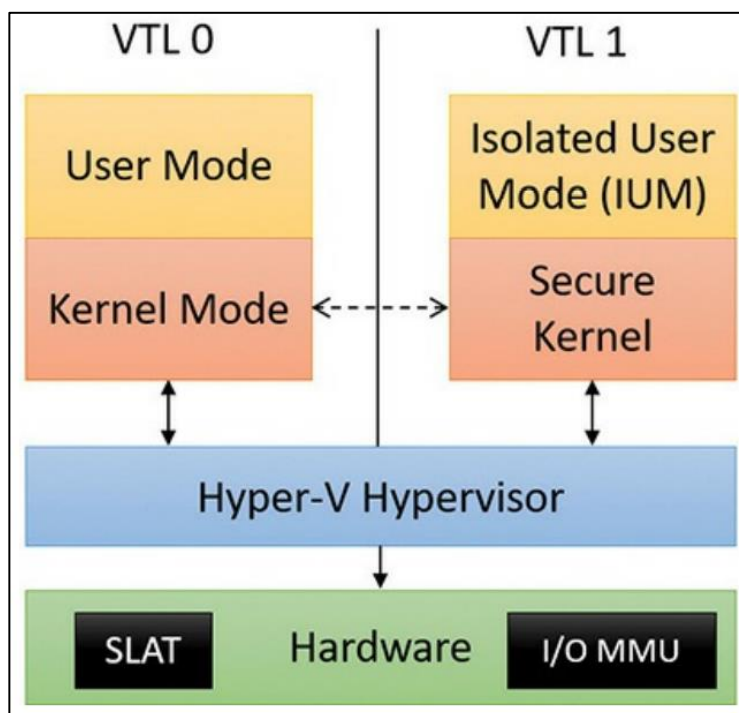 VTL 0
VTL 1
User Mode
Isolated User
Mode (IUM)
Kernel Mode
Secure
Kernel
Hyper-V Hypervisor
SLAT
Hardware
I/O MMU